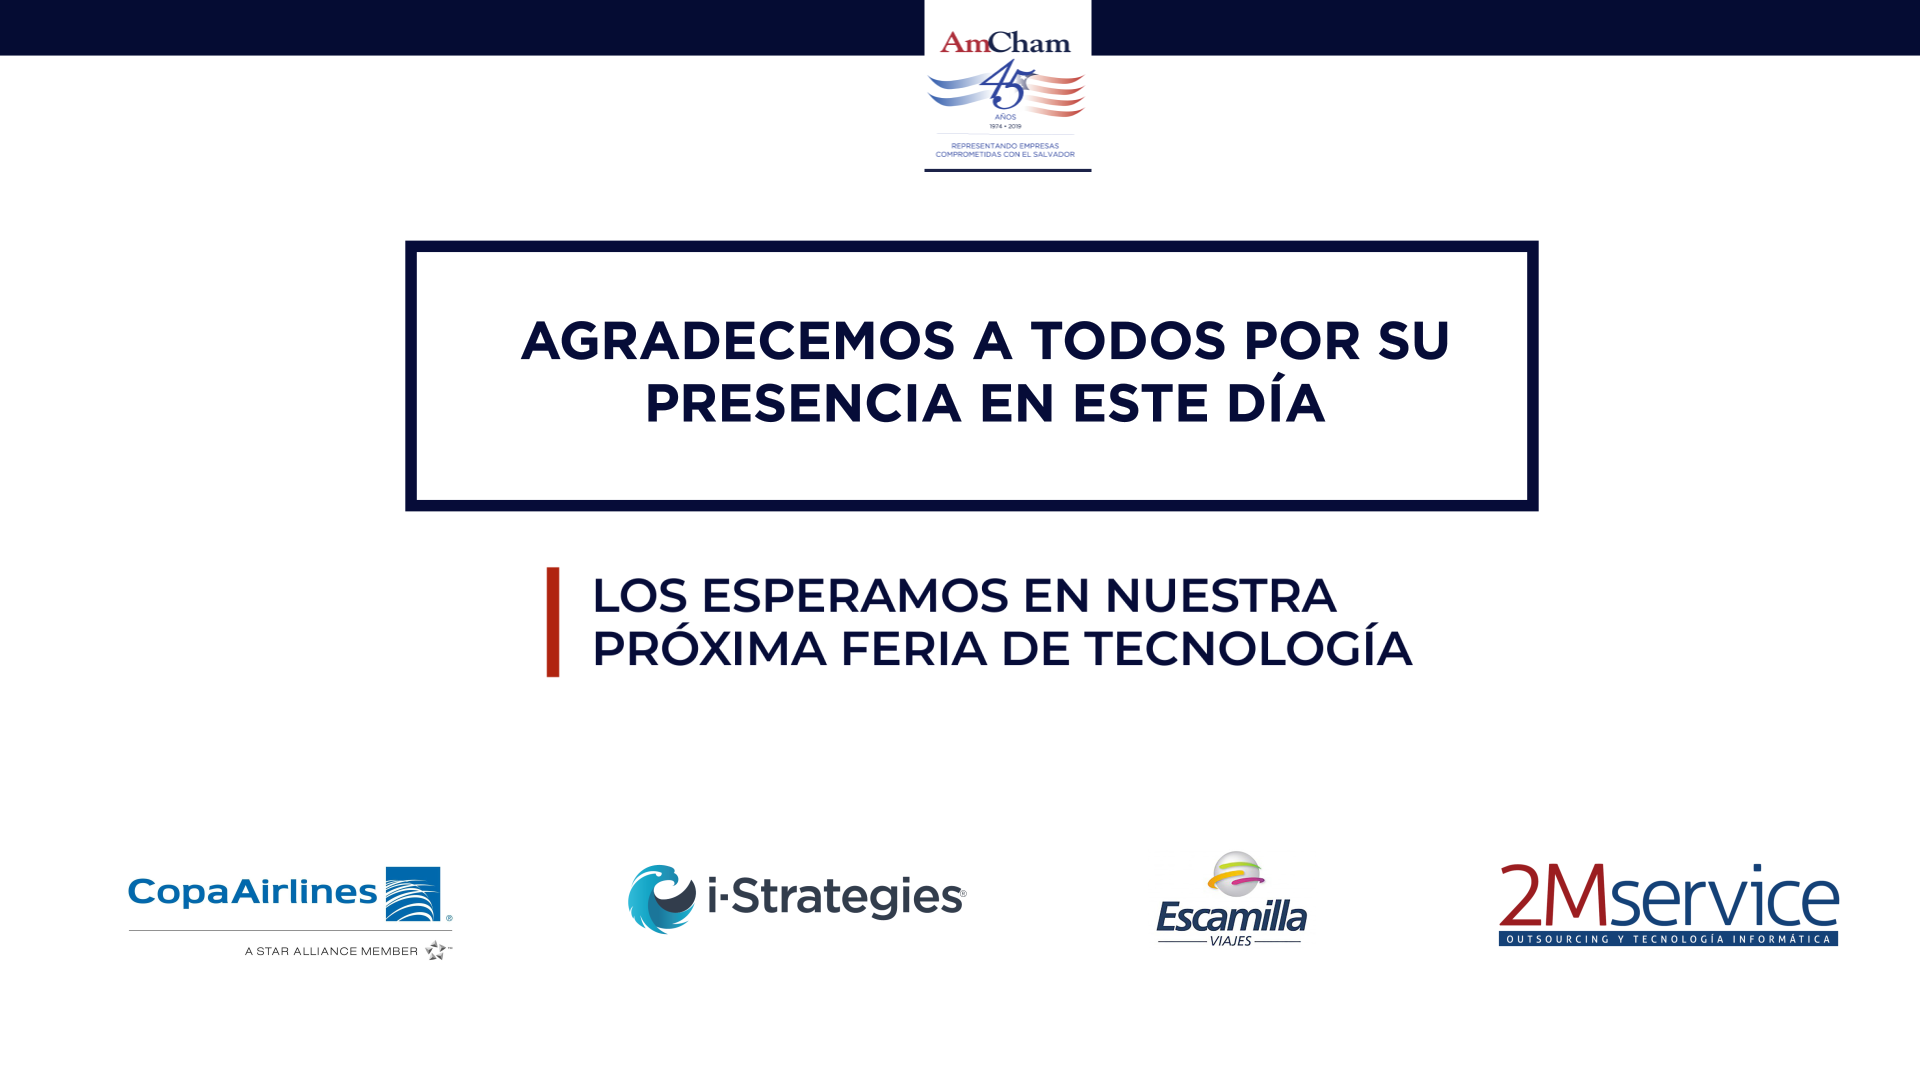 AmCham
45
AÑOS
1974 • 2019
REPRESENTANDO EMPRESAS
COMPROMETIDAS CON EL SALVADOR
AGRADECEMOS A TODOS POR SU
PRESENCIA EN ESTE DÍA
LOS ESPERAMOS EN NUESTRA
PRÓXIMA FERIA DE TECNOLOGÍA
CopaAirlines ®
A STAR ALLIANCE MEMBER ™
i-Strategies®
Escamilla
VIAJES
2Mservice
OUTSOURCING Y TECNOLOGÍA INFORMÁTICA